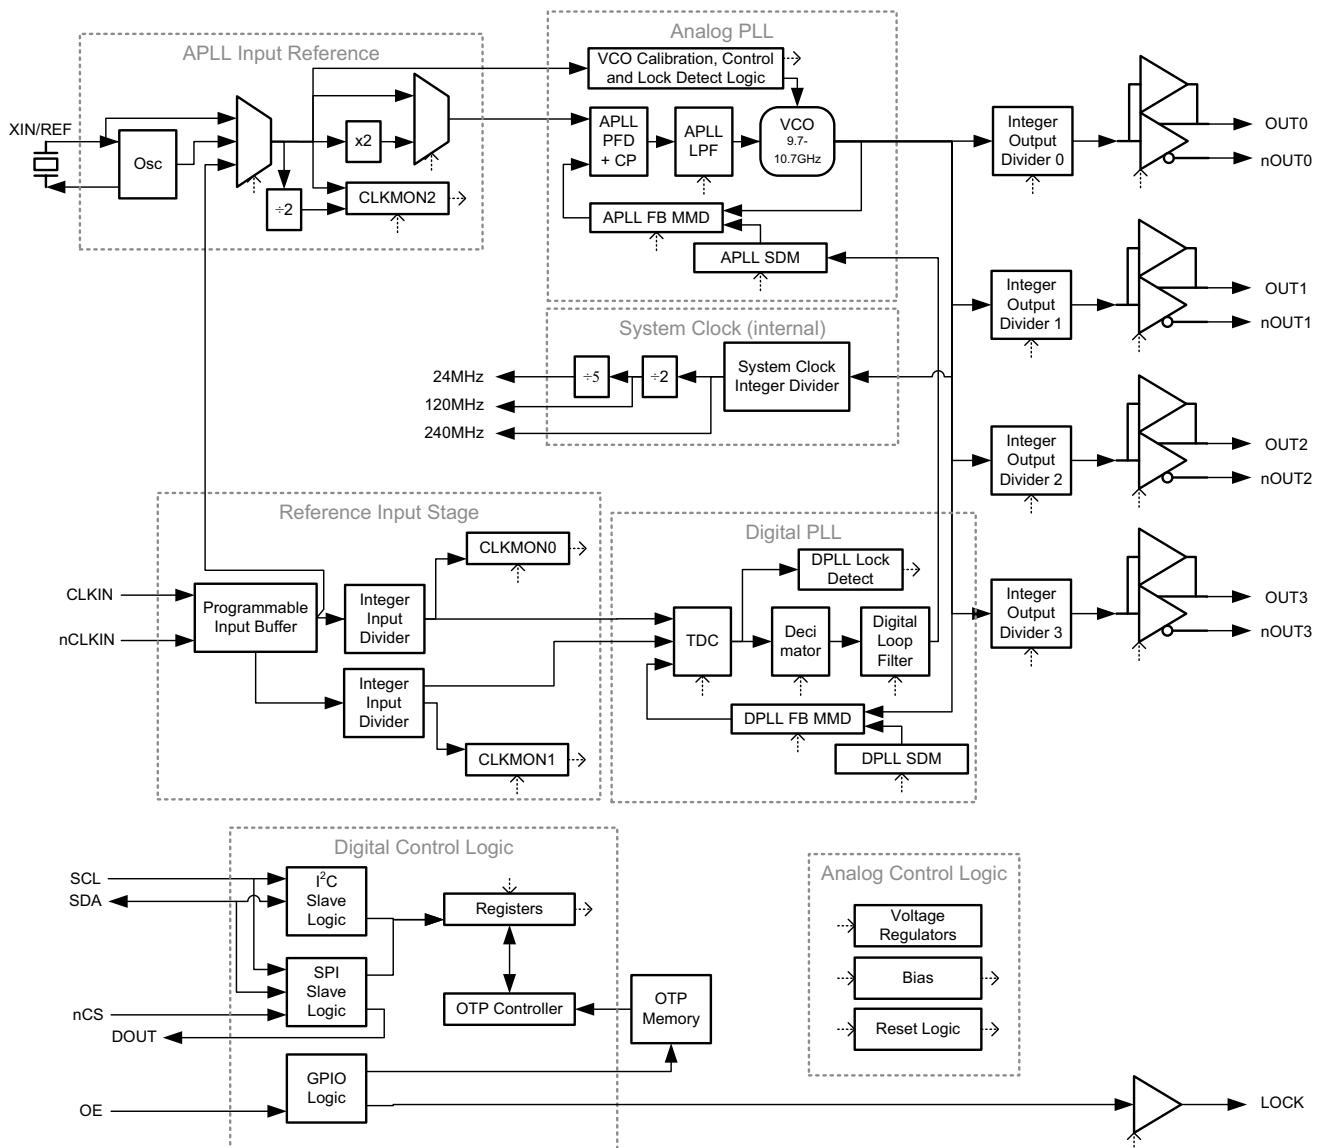 APLL Input Reference
XIN/REF
Osc
x2
÷2
CLKMON2
Analog PLL
VCO Calibration, Control
and Lock Detect Logic
APLL
PFD
+ CP
APLL
LPF
VCO
9.7-
10.7GHz
APLL FB MMD
APLL SDM
Integer
Output
Divider 0
OUT0
nOUT0
Integer
Output
Divider 1
OUT1
nOUT1
System Clock (internal)
24MHz
120MHz
240MHz
÷5
÷2
System Clock
Integer Divider
Integer
Output
Divider 2
OUT2
nOUT2
Reference Input Stage
CLKIN
nCLKIN
Programmable
Input Buffer
Integer
Input
Divider
CLKMON0
Integer
Input
Divider
CLKMON1
Digital PLL
DPLL Lock
Detect
TDC
Deci
mator
Digital
Loop
Filter
DPLL FB MMD
DPLL SDM
Integer
Output
Divider 3
OUT3
nOUT3
Digital Control Logic
SCL
SDA
I²C
Slave
Logic
Registers
SPI
Slave
Logic
nCS
DOUT
OTP Controller
OTP
Memory
GPIO
Logic
OE
Analog Control Logic
Voltage
Regulators
Bias
Reset Logic
LOCK